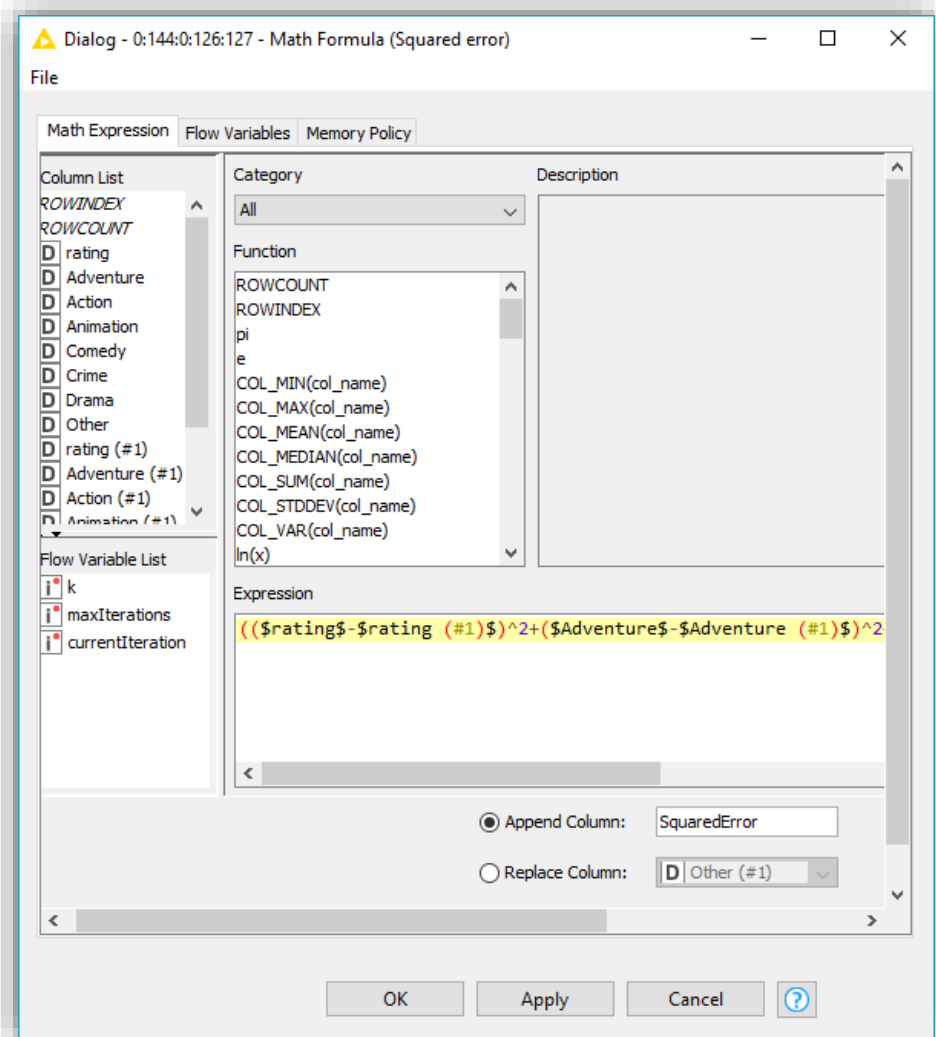 Dialog - 0:144:0:126:127 - Math Formula (Squared error)
File
Math Expression Flow Variables Memory Policy
Column List
ROWINDEX
ROWCOUNT
D rating
D Adventure
D Action
D Animation
D Comedy
D Crime
D Drama
D Other
D rating (#1)
D Adventure (#1)
D Action (#1)
D Animation (#1)
Flow Variable List
i k
i maxIterations
i currentIteration
Category
All
Function
ROWCOUNT
ROWINDEX
pi
e
COL_MIN(col_name)
COL_MAX(col_name)
COL_MEAN(col_name)
COL_MEDIAN(col_name)
COL_SUM(col_name)
COL_STDDEV(col_name)
COL_VAR(col_name)
ln(x)
Description
Expression
(($rating$-$rating (#1)$)^2+($Adventure$-$Adventure (#1)$)^2
Append Column: SquaredError
Replace Column: D Other (#1)
OK Apply Cancel ?